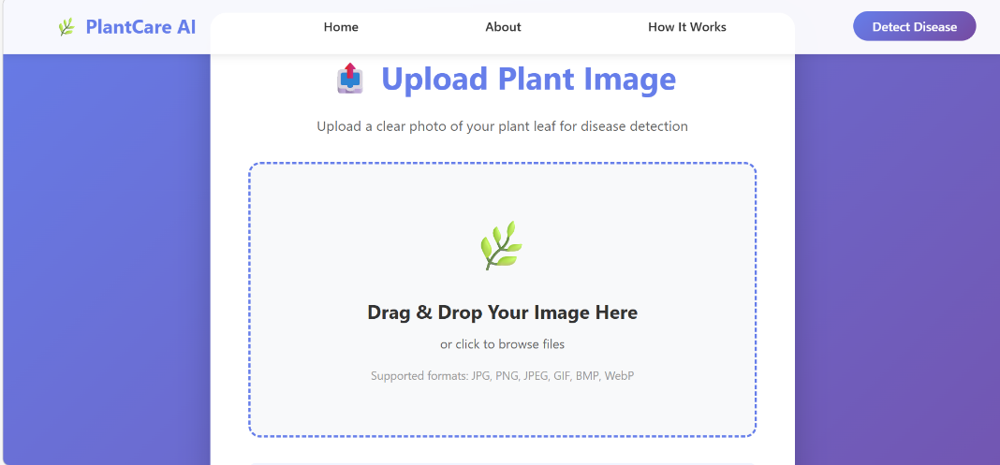 PlantCare AI
Home
About
How It Works
Detect Disease
Upload Plant Image
Upload a clear photo of your plant leaf for disease detection
Drag & Drop Your Image Here
or click to browse files
Supported formats: JPG, PNG, JPEG, GIF, BMP, WebP